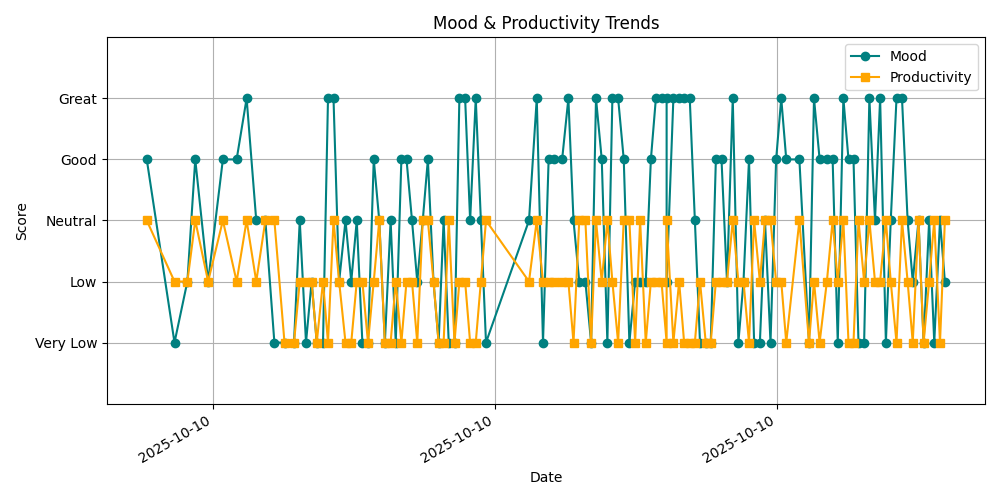 Mood & Productivity Trends
Mood
Productivity
Great
Good
Neutral
Low
Very Low
Score
2025-10-10
2025-10-10
2025-10-10
Date